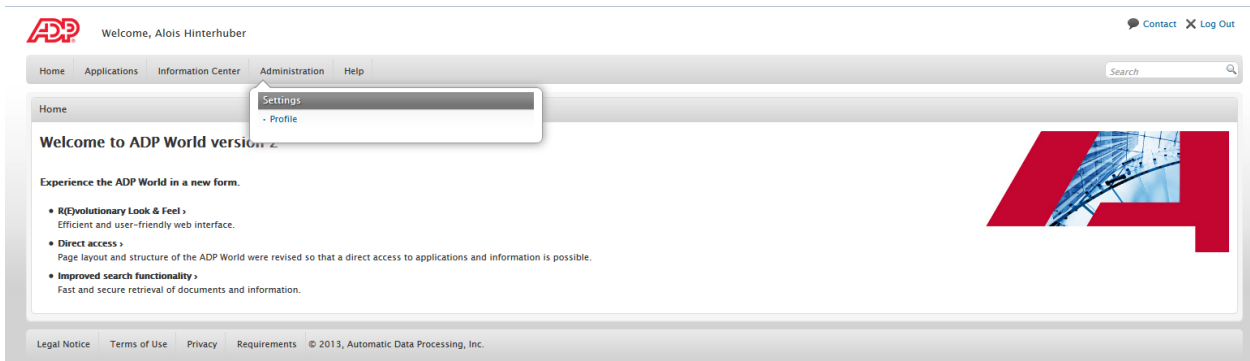 ADP
Welcome, Alois Hinterhuber
Contact Log Out
Home Applications Information Center Administration Help
Search
Settings
- Profile
Home
Welcome to ADP World version 2
Experience the ADP World in a new form.
• R(E)volutionary Look & Feel ›
Efficient and user-friendly web interface.
• Direct access ›
Page layout and structure of the ADP World were revised so that a direct access to applications and information is possible.
• Improved search functionality ›
Fast and secure retrieval of documents and information.
Legal Notice Terms of Use Privacy Requirements © 2013, Automatic Data Processing, Inc.